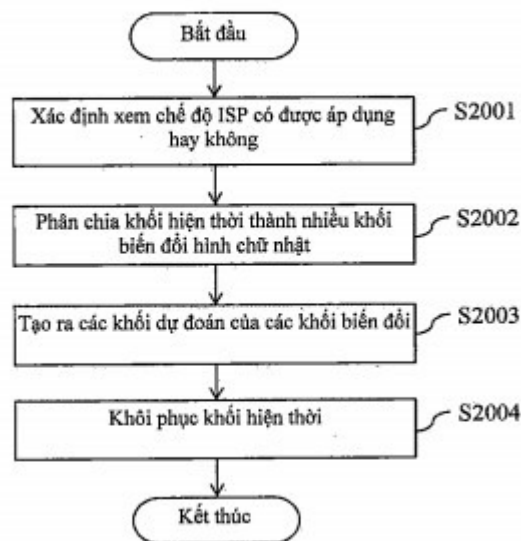 Bắt đầu
Xác định xem chế độ ISP có được áp dụng
hay không
S2001
Phân chia khối hiện thời thành nhiều khối
biến đổi hình chữ nhật
S2002
Tạo ra các khối dự đoán của các khối biến đổi
S2003
Khôi phục khối hiện thời
S2004
Kết thúc